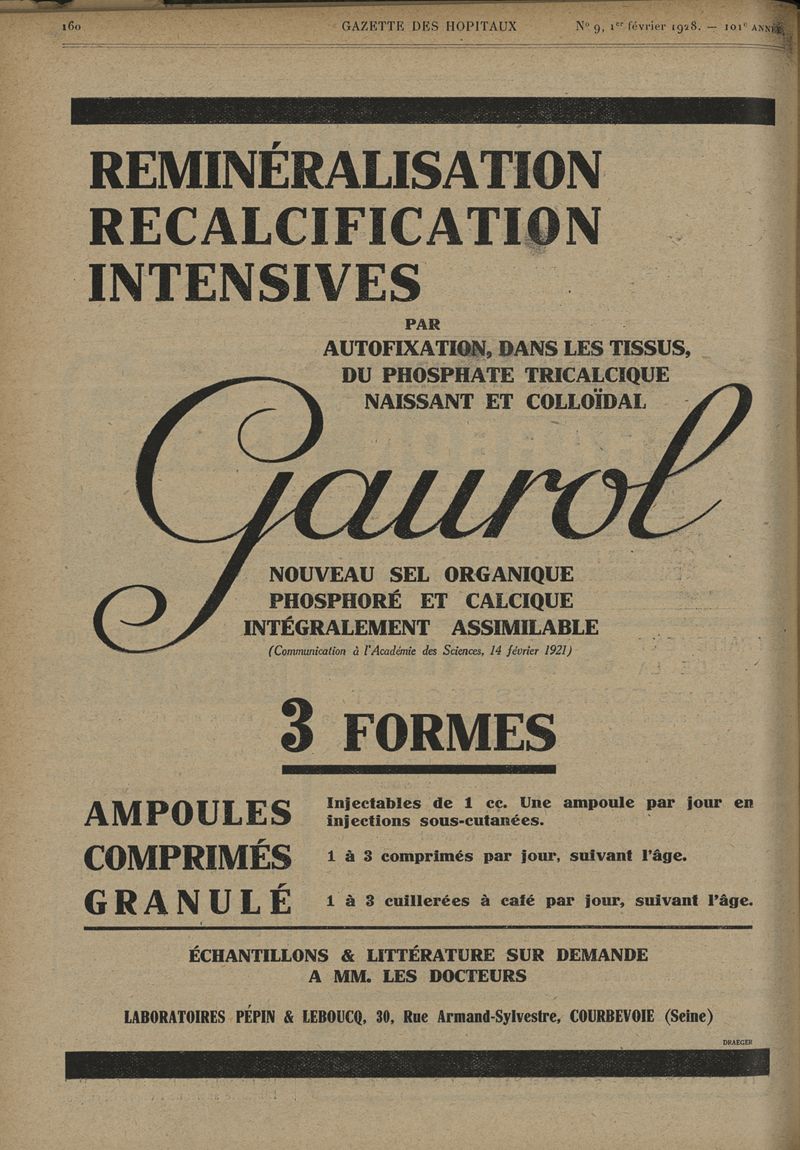 160 GAZETTE DES HOPITAUX Nº 9, 1er février 1928. — 101e ANNÉE
REMINÉRALISATION
RECALCIFICATION
INTENSIVES
PAR
AUTOFIXATION, DANS LES TISSUS,
DU PHOSPHATE TRICALCIQUE
NAISSANT ET COLLOÏDAL
Gaurol
NOUVEAU SEL ORGANIQUE
PHOSPHORÉ ET CALCIQUE
INTÉGRALEMENT ASSIMILABLE
(Communication à l'Académie des Sciences, 14 février 1921)
3 FORMES
AMPOULES Injectables de 1 cc. Une ampoule par jour en
injections sous-cutanées.
COMPRIMÉS 1 à 3 comprimés par jour, suivant l'âge.
GRANULÉ 1 à 3 cuillerées à café par jour, suivant l'âge.
ÉCHANTILLONS & LITTÉRATURE SUR DEMANDE
A MM. LES DOCTEURS
LABORATOIRES PÉPIN & LEBOUCQ, 30, Rue Armand-Sylvestre, COURBEVOIE (Seine)
DRAEGER